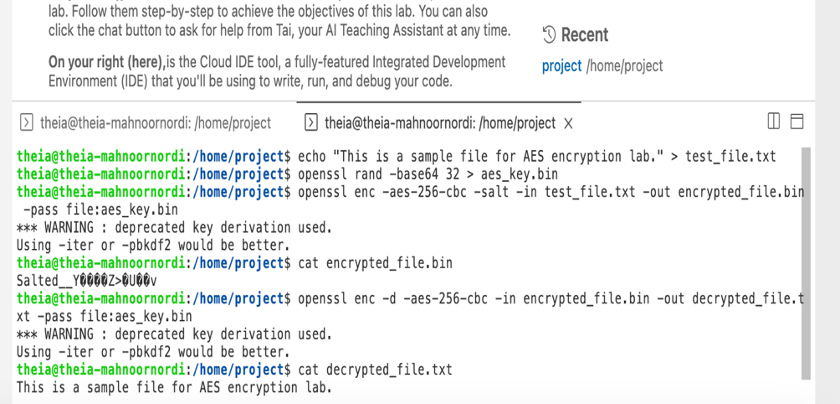 lab. Follow them step-by-step to achieve the objectives of this lab. You can also
click the chat button to ask for help from Tai, your AI Teaching Assistant at any time.
On your right (here),is the Cloud IDE tool, a fully-featured Integrated Development
Environment (IDE) that you'll be using to write, run, and debug your code.
Recent
project /home/project
theia@theia-mahnoornordi: /home/project
theia@theia-mahnoornordi: /home/project ×
theia@theia-mahnoornordi:/home/project$ echo "This is a sample file for AES encryption lab." > test_file.txt
theia@theia-mahnoornordi:/home/project$ openssl rand -base64 32 > aes_key.bin
theia@theia-mahnoornordi:/home/project$ openssl enc -aes-256-cbc -salt -in test_file.txt -out encrypted_file.bin
-pass file:aes_key.bin
*** WARNING : deprecated key derivation used.
Using -iter or -pbkdf2 would be better.
theia@theia-mahnoornordi:/home/project$ cat encrypted_file.bin
Salted__Y����Z>�U��v
theia@theia-mahnoornordi:/home/project$ openssl enc -d -aes-256-cbc -in encrypted_file.bin -out decrypted_file.t
xt -pass file:aes_key.bin
*** WARNING : deprecated key derivation used.
Using -iter or -pbkdf2 would be better.
theia@theia-mahnoornordi:/home/project$ cat decrypted_file.txt
This is a sample file for AES encryption lab.